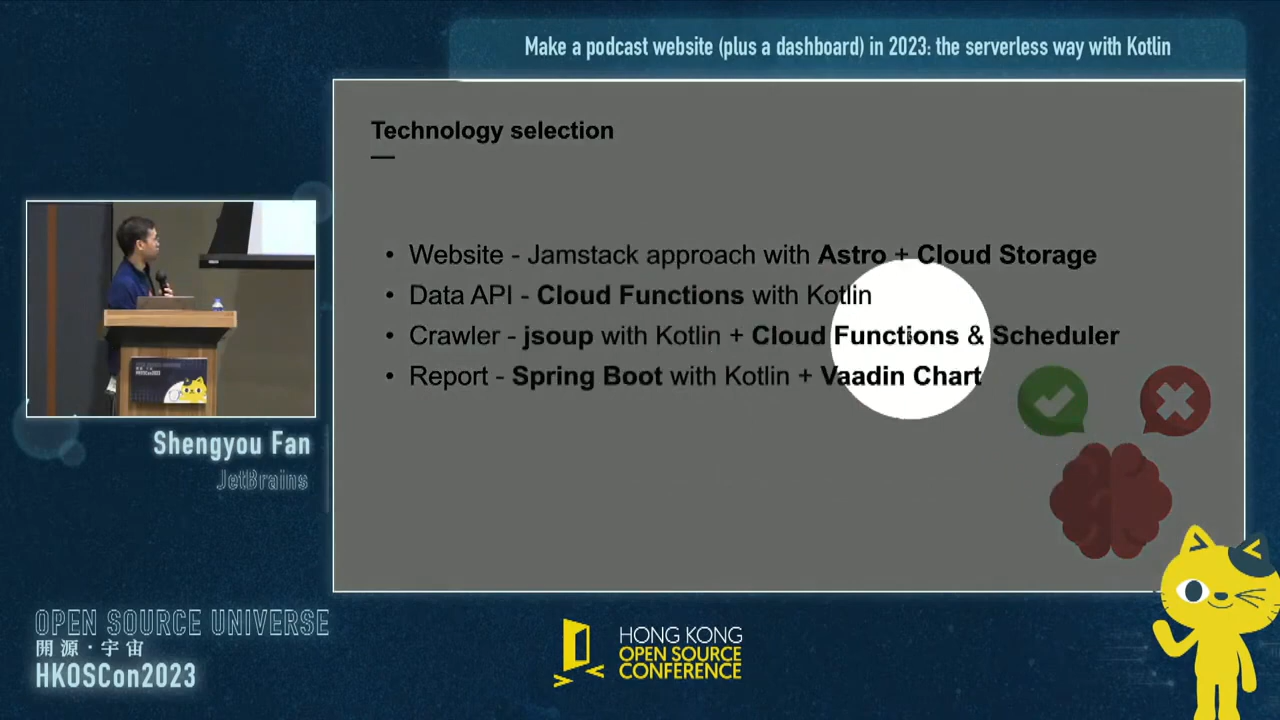 Make a podcast website (plus a dashboard) in 2023: the serverless way with Kotlin
Technology selection
• Website - Jamstack approach with Astro + Cloud Storage
• Data API - Cloud Functions with Kotlin
• Crawler - jsoup with Kotlin + Cloud Functions & Scheduler
• Report - Spring Boot with Kotlin + Vaadin Chart
Shengyou Fan
JetBrains
OPEN SOURCE UNIVERSE
開源·宇宙
HKOSCon2023
HONG KONG
OPEN SOURCE
CONFERENCE